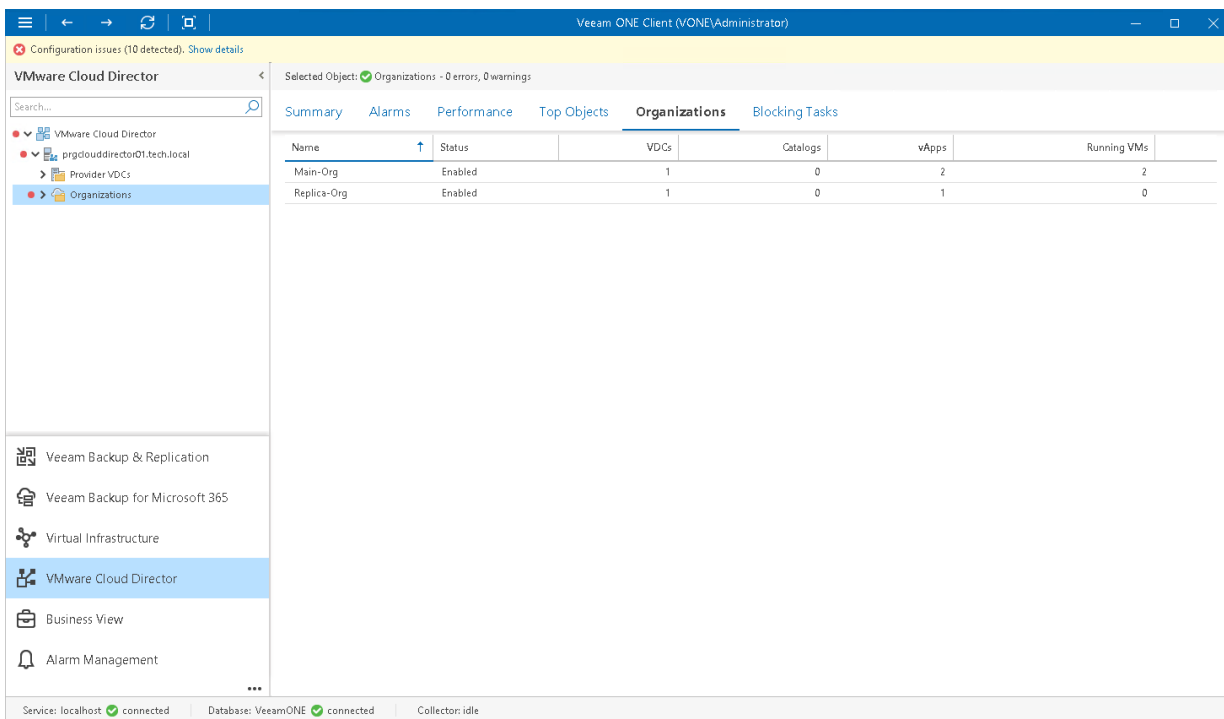 Veeam ONE Client (VONE\Administrator)
Configuration issues (10 detected). Show details
VMware Cloud Director
Search...
VMware Cloud Director
prgclouddirector01.tech.local
Provider VDCs
Organizations
Veeam Backup & Replication
Veeam Backup for Microsoft 365
Virtual Infrastructure
VMware Cloud Director
Business View
Alarm Management
Selected Object: Organizations - 0 errors, 0 warnings
Summary Alarms Performance Top Objects Organizations Blocking Tasks
Name Status VDCs Catalogs vApps Running VMs
Main-Org Enabled 1 0 2 2
Replica-Org Enabled 1 0 1 0
Service: localhost connected Database: VeeamONE connected Collector: idle